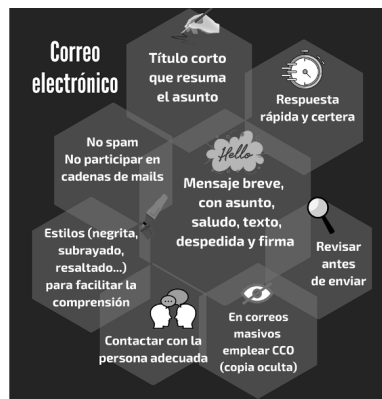 Correo
electrónico
Título corto
que resuma
el asunto
Respuesta
rápida y certera
No spam
No participar en
cadenas de mails
Hello
Mensaje breve,
con asunto,
saludo, texto,
despedida y firma
Estilos (negrita,
subrayado,
resaltado...)
para facilitar la
comprensión
Revisar
antes
de enviar
Contactar con la
persona adecuada
En correos
masivos
emplear CCO
(copia oculta)